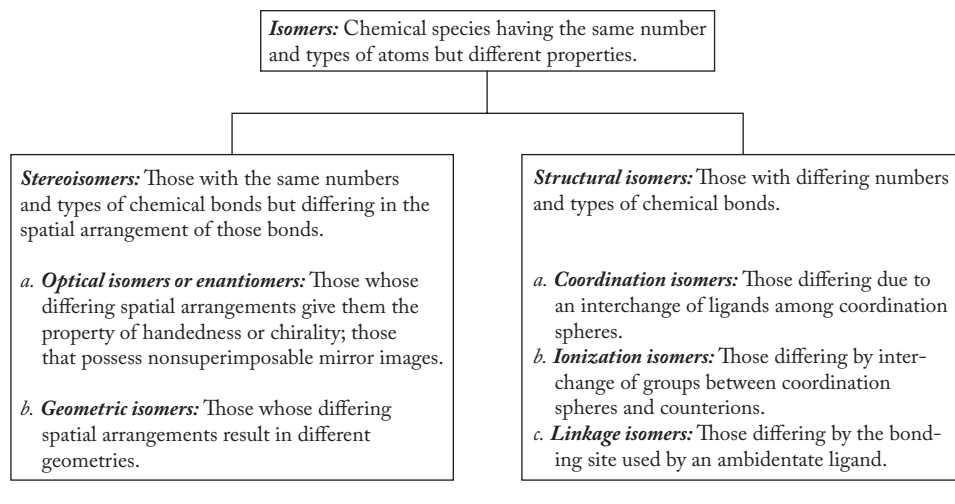 Isomers: Chemical species having the same number
and types of atoms but different properties.
Stereoisomers: Those with the same numbers
and types of chemical bonds but differing in the
spatial arrangement of those bonds.
a. Optical isomers or enantiomers: Those whose
differing spatial arrangements give them the
property of handedness or chirality; those
that possess nonsuperimposable mirror images.
b. Geometric isomers: Those whose differing
spatial arrangements result in different
geometries.
Structural isomers: Those with differing numbers
and types of chemical bonds.
a. Coordination isomers: Those differing due to
an interchange of ligands among coordination
spheres.
b. Ionization isomers: Those differing by inter-
change of groups between coordination
spheres and counterions.
c. Linkage isomers: Those differing by the bond-
ing site used by an ambidentate ligand.